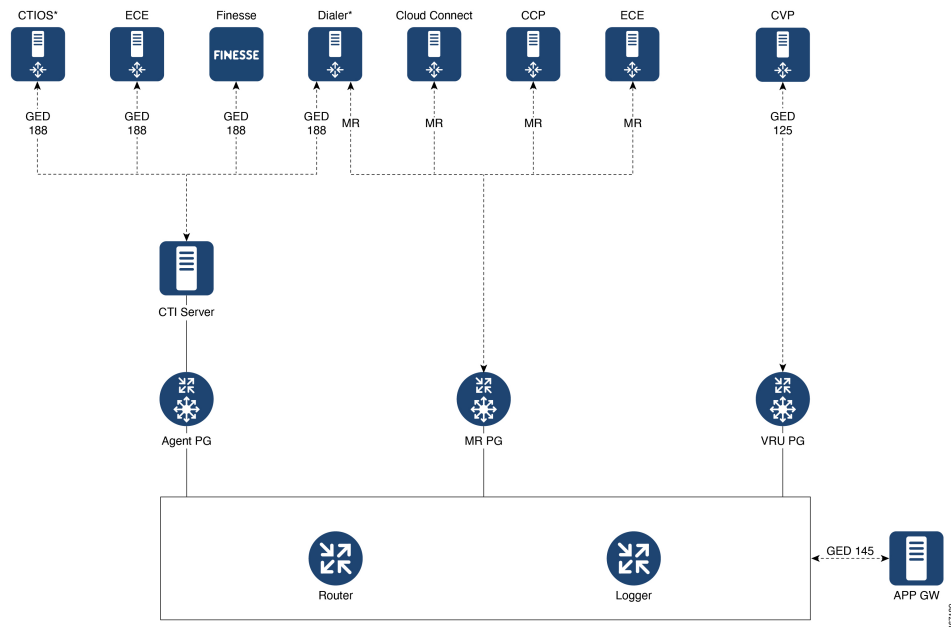 CTIOS*
ECE
Finesse
Dialer*
Cloud Connect
CCP
ECE
CVP
FINESSE
GED
188
GED
188
GED
188
GED
188
MR
MR
MR
MR
GED
125
CTI Server
Agent PG
MR PG
VRU PG
GED 145
Router
Logger
APP GW